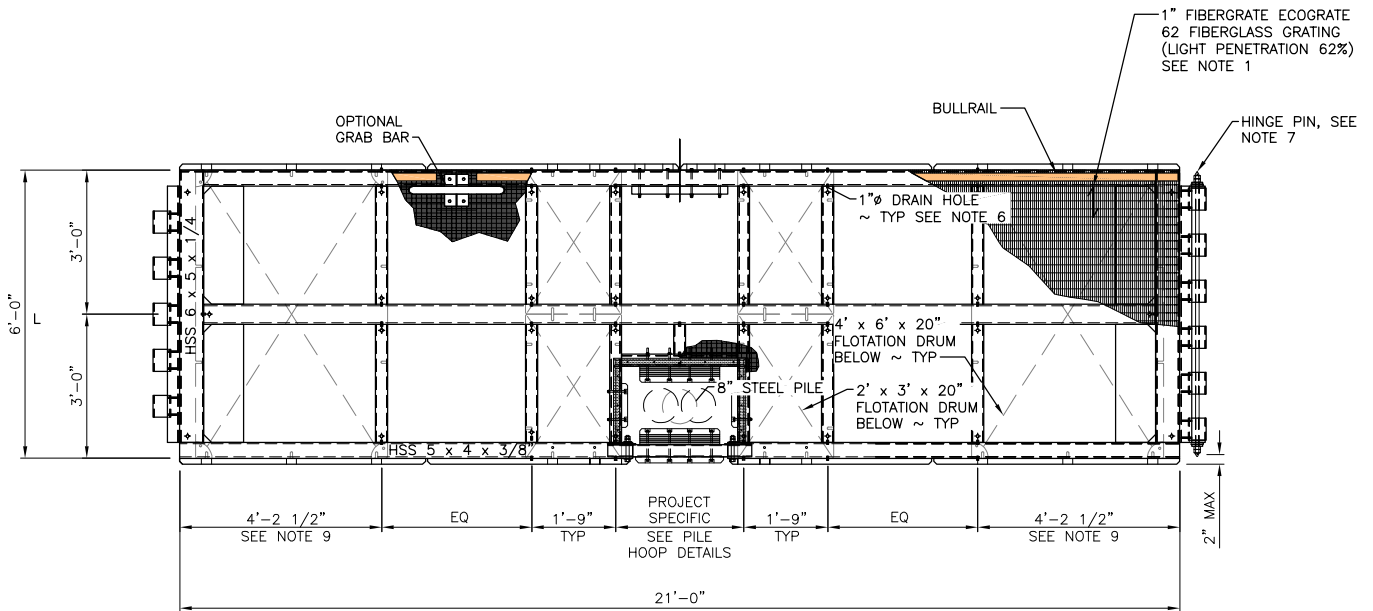 1" FIBERGRATE ECOGRATE
62 FIBERGLASS GRATING
(LIGHT PENETRATION 62%)
SEE NOTE 1
BULLRAIL
HINGE PIN, SEE
NOTE 7
OPTIONAL
GRAB BAR
1"ø DRAIN HOLE
~ TYP SEE NOTE 6
3'-0"
6'-0"
3'-0"
HSS 6 x 5 x 1/4
4' x 6' x 20"
FLOTATION DRUM
BELOW ~ TYP
8" STEEL PILE
2' x 3' x 20"
FLOTATION DRUM
BELOW ~ TYP
HSS 5 x 4 x 3/8"
4'-2 1/2"
SEE NOTE 9
EQ
1'-9"
TYP
PROJECT
SPECIFIC
SEE PILE
HOOP DETAILS
1'-9"
TYP
EQ
4'-2 1/2"
SEE NOTE 9
2" MAX
21'-0"